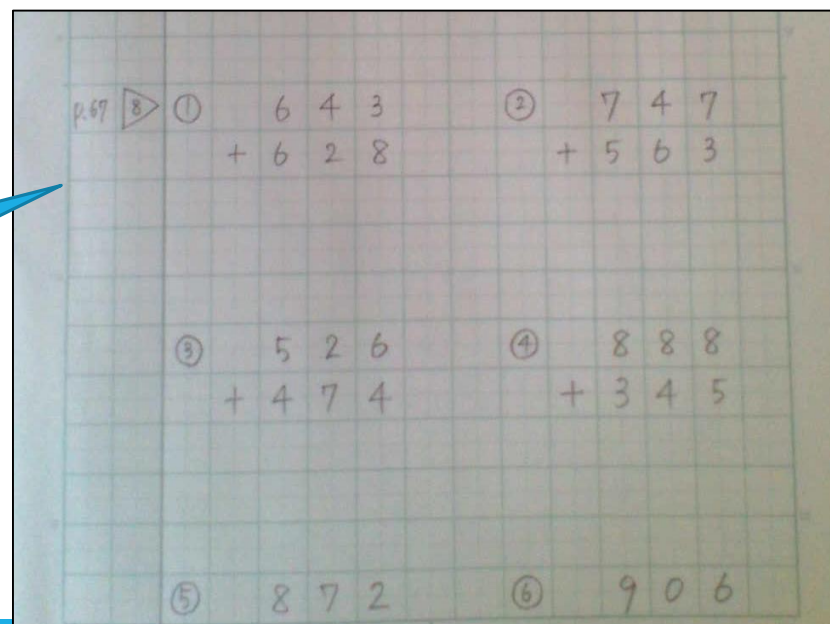 p.67 8 ① 643 ② 747
+ 628 + 563
③ 526 ④ 888
+ 474 + 345
⑤ 872 ⑥ 906